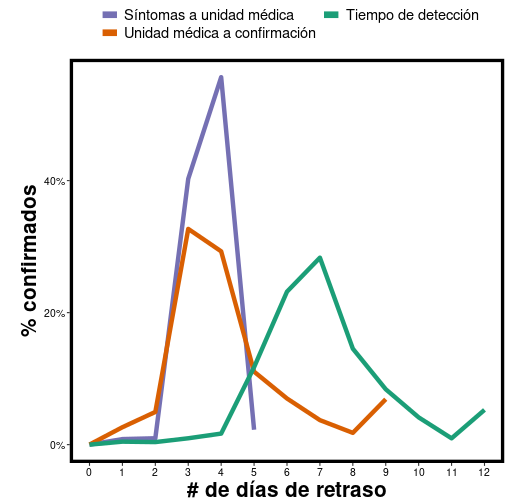 Síntomas a unidad médica
Tiempo de detección
Unidad médica a confirmación
% confirmados
40%
20%
0%
0 1 2 3 4 5 6 7 8 9 10 11 12
# de días de retraso